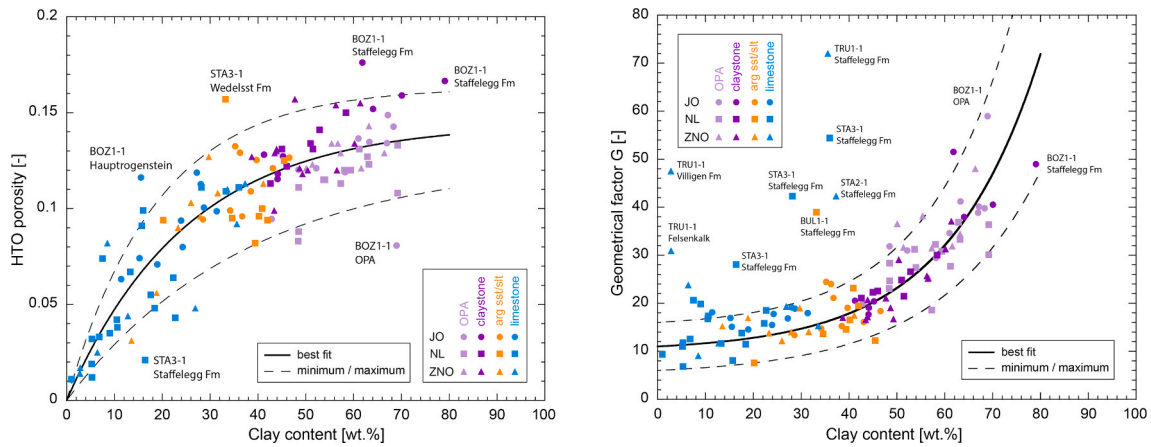 HTO porosity [-]
0.2
0.15
0.1
0.05
0
BOZ1-1
Staffelegg Fm
BOZ1-1
Staffelegg Fm
STA3-1
Wedelsst Fm
BOZ1-1
Hauptrogenstein
BOZ1-1
OPA
STA3-1
Staffelegg Fm
best fit
minimum / maximum
OPA
claystone
arg sst/slt
limestone
JO
NL
ZNO
0 10 20 30 40 50 60 70 80 90 100
Clay content [wt.%]
Geometrical factor G [-]
80
70
60
50
40
30
20
10
0
OPA
claystone
arg sst/slt
limestone
JO
NL
ZNO
TRU1-1
Staffelegg Fm
BOZ1-1
OPA
STA3-1
Staffelegg Fm
BOZ1-1
Staffelegg Fm
TRU1-1
Villigen Fm
STA3-1
Staffelegg Fm
STA2-1
Staffelegg Fm
BUL1-1
Staffelegg Fm
TRU1-1
Felsenkalk
STA3-1
Staffelegg Fm
best fit
minimum / maximum
0 10 20 30 40 50 60 70 80 90 100
Clay content [wt.%]